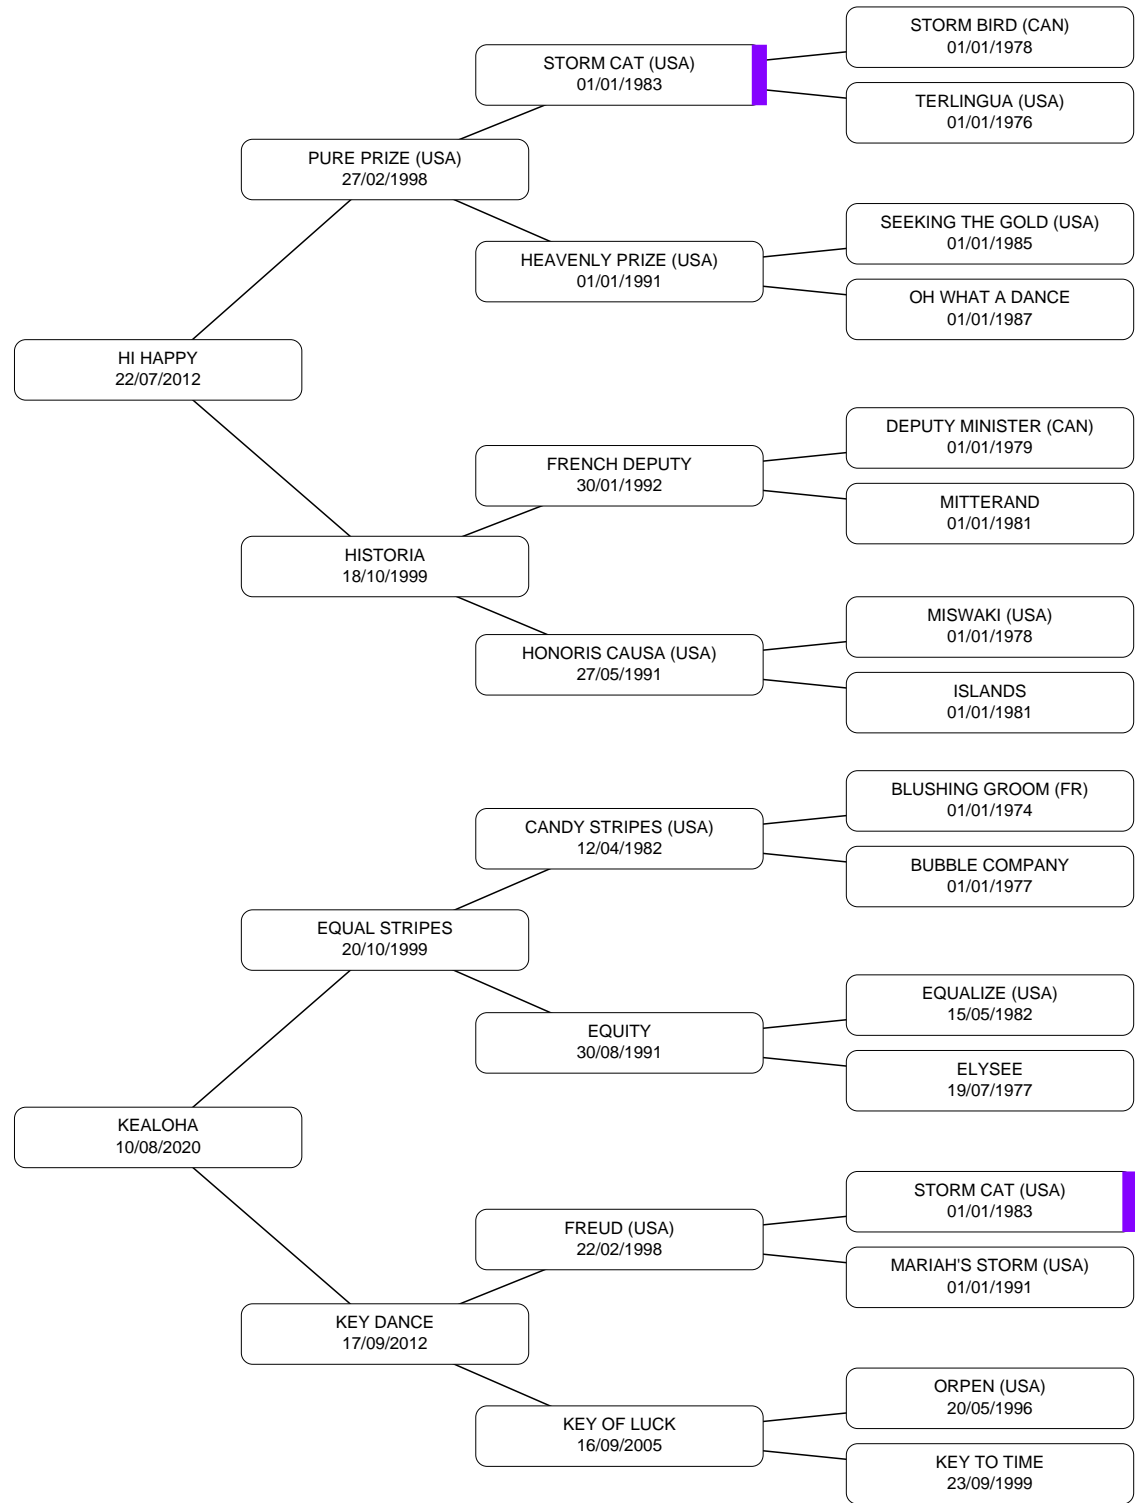 STORM BIRD (CAN)
01/01/1978
STORM CAT (USA)
01/01/1983
TERLINGUA (USA)
01/01/1976
PURE PRIZE (USA)
27/02/1998
SEEKING THE GOLD (USA)
01/01/1985
HEAVENLY PRIZE (USA)
01/01/1991
OH WHAT A DANCE
01/01/1987
HI HAPPY
22/07/2012
DEPUTY MINISTER (CAN)
01/01/1979
FRENCH DEPUTY
30/01/1992
MITTERAND
01/01/1981
HISTORIA
18/10/1999
MISWAKI (USA)
01/01/1978
HONORIS CAUSA (USA)
27/05/1991
ISLANDS
01/01/1981
BLUSHING GROOM (FR)
01/01/1974
CANDY STRIPES (USA)
12/04/1982
BUBBLE COMPANY
01/01/1977
EQUAL STRIPES
20/10/1999
EQUALIZE (USA)
15/05/1982
EQUITY
30/08/1991
ELYSEE
19/07/1977
KEALOHA
10/08/2020
STORM CAT (USA)
01/01/1983
FREUD (USA)
22/02/1998
MARIAH'S STORM (USA)
01/01/1991
KEY DANCE
17/09/2012
ORPEN (USA)
20/05/1996
KEY OF LUCK
16/09/2005
KEY TO TIME
23/09/1999